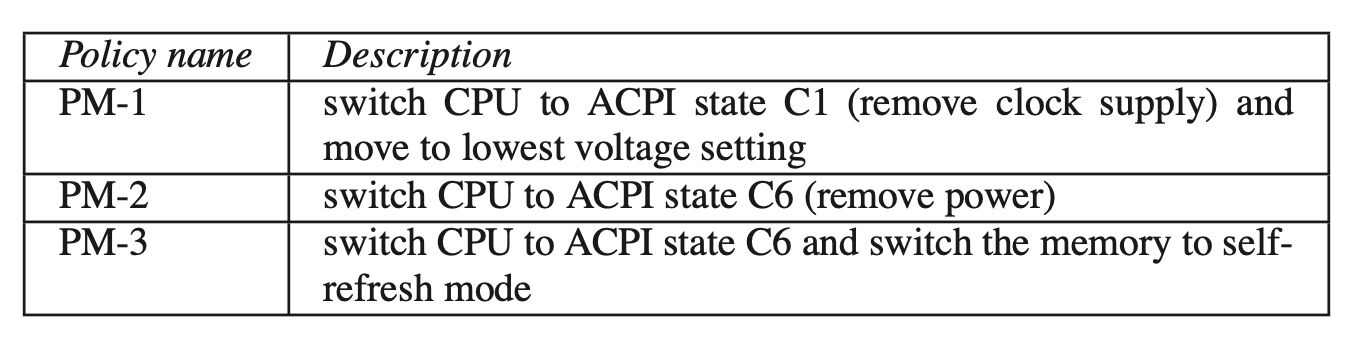 Policy name Description
PM-1 switch CPU to ACPI state C1 (remove clock supply) and
move to lowest voltage setting
PM-2 switch CPU to ACPI state C6 (remove power)
PM-3 switch CPU to ACPI state C6 and switch the memory to self-
refresh mode